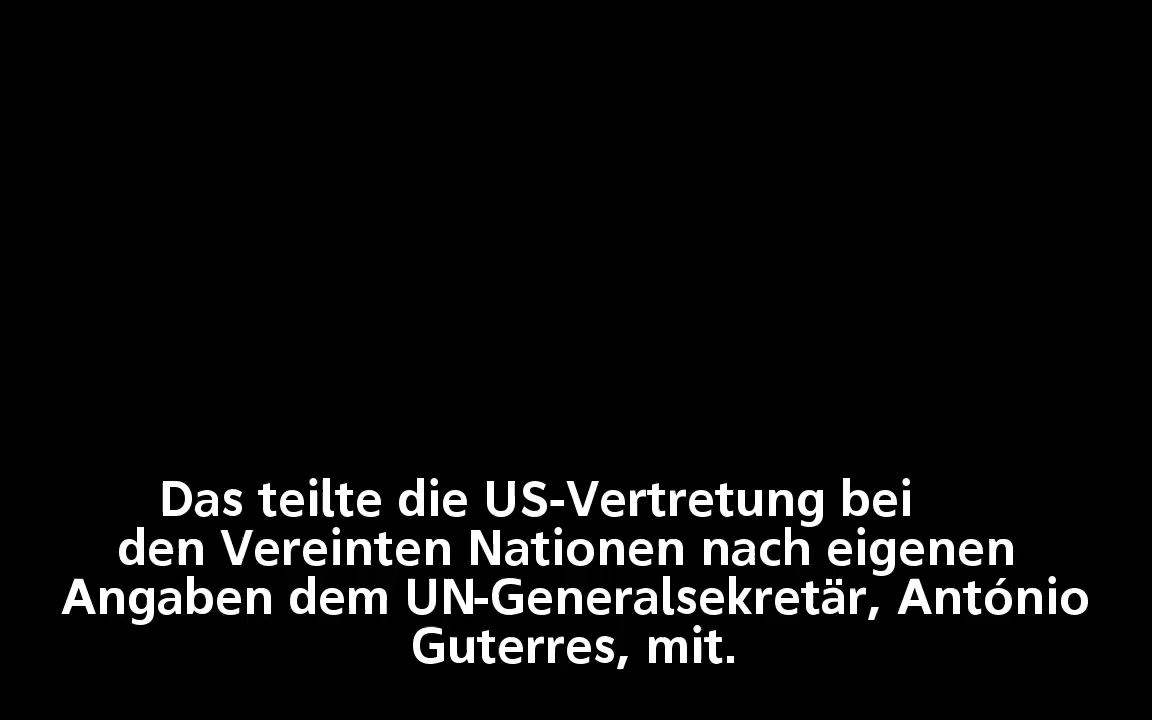 Das teilte die US-Vertretung bei
den Vereinten Nationen nach eigenen
Angaben dem UN-Generalsekretär, António
Guterres, mit.